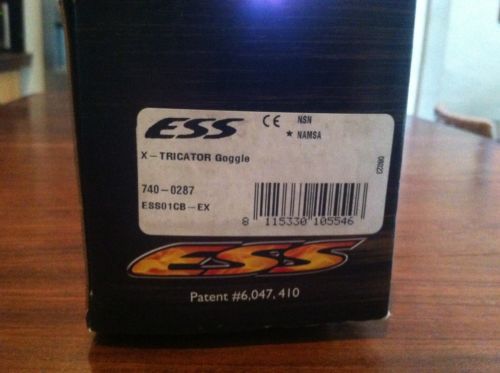 ESS CE NSN
★ NAMSA
X-TRICATOR Goggle
740-0287
ESS01CB-EX
8 115330 105546
ESS
Patent #6,047,410